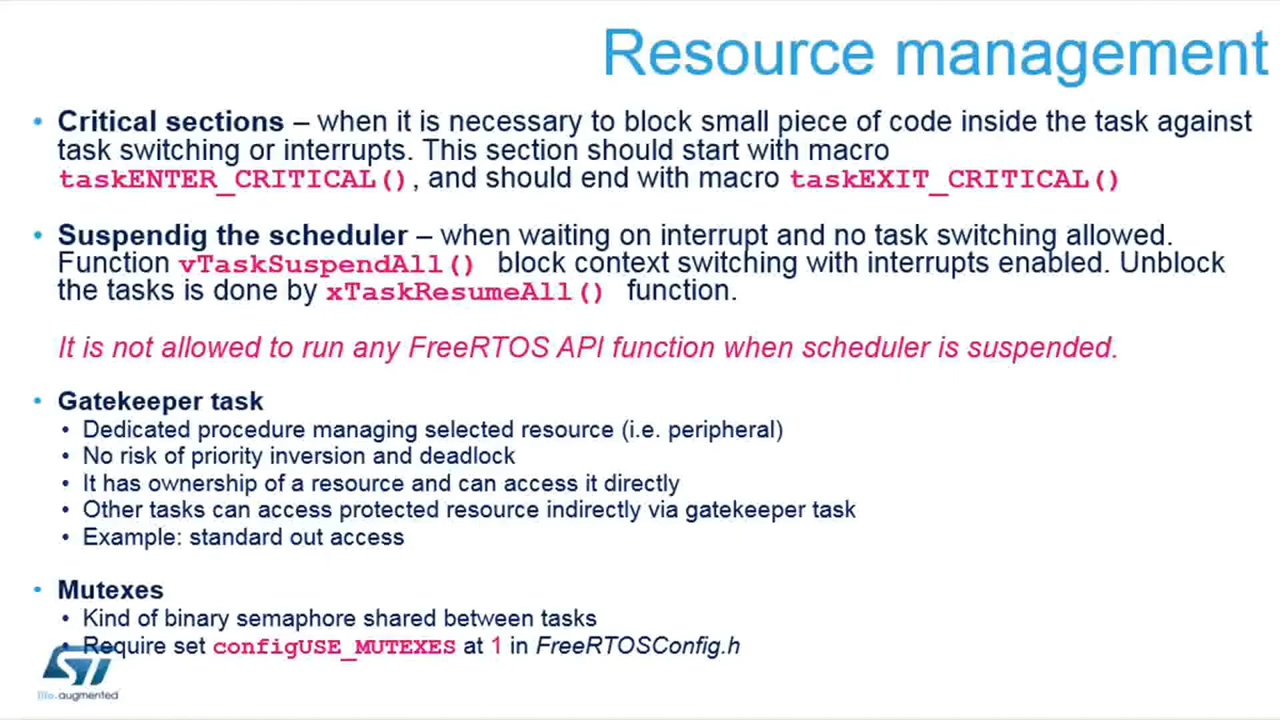 Resource management
• Critical sections – when it is necessary to block small piece of code inside the task against
task switching or interrupts. This section should start with macro
taskENTER_CRITICAL(), and should end with macro taskEXIT_CRITICAL()
• Suspendig the scheduler – when waiting on interrupt and no task switching allowed.
Function vTaskSuspendAll() block context switching with interrupts enabled. Unblock
the tasks is done by xTaskResumeAll() function.
It is not allowed to run any FreeRTOS API function when scheduler is suspended.
• Gatekeeper task
• Dedicated procedure managing selected resource (i.e. peripheral)
• No risk of priority inversion and deadlock
• It has ownership of a resource and can access it directly
• Other tasks can access protected resource indirectly via gatekeeper task
• Example: standard out access
• Mutexes
• Kind of binary semaphore shared between tasks
• Require set configUSE_MUTEXES at 1 in FreeRTOSConfig.h
ST
life.augmented